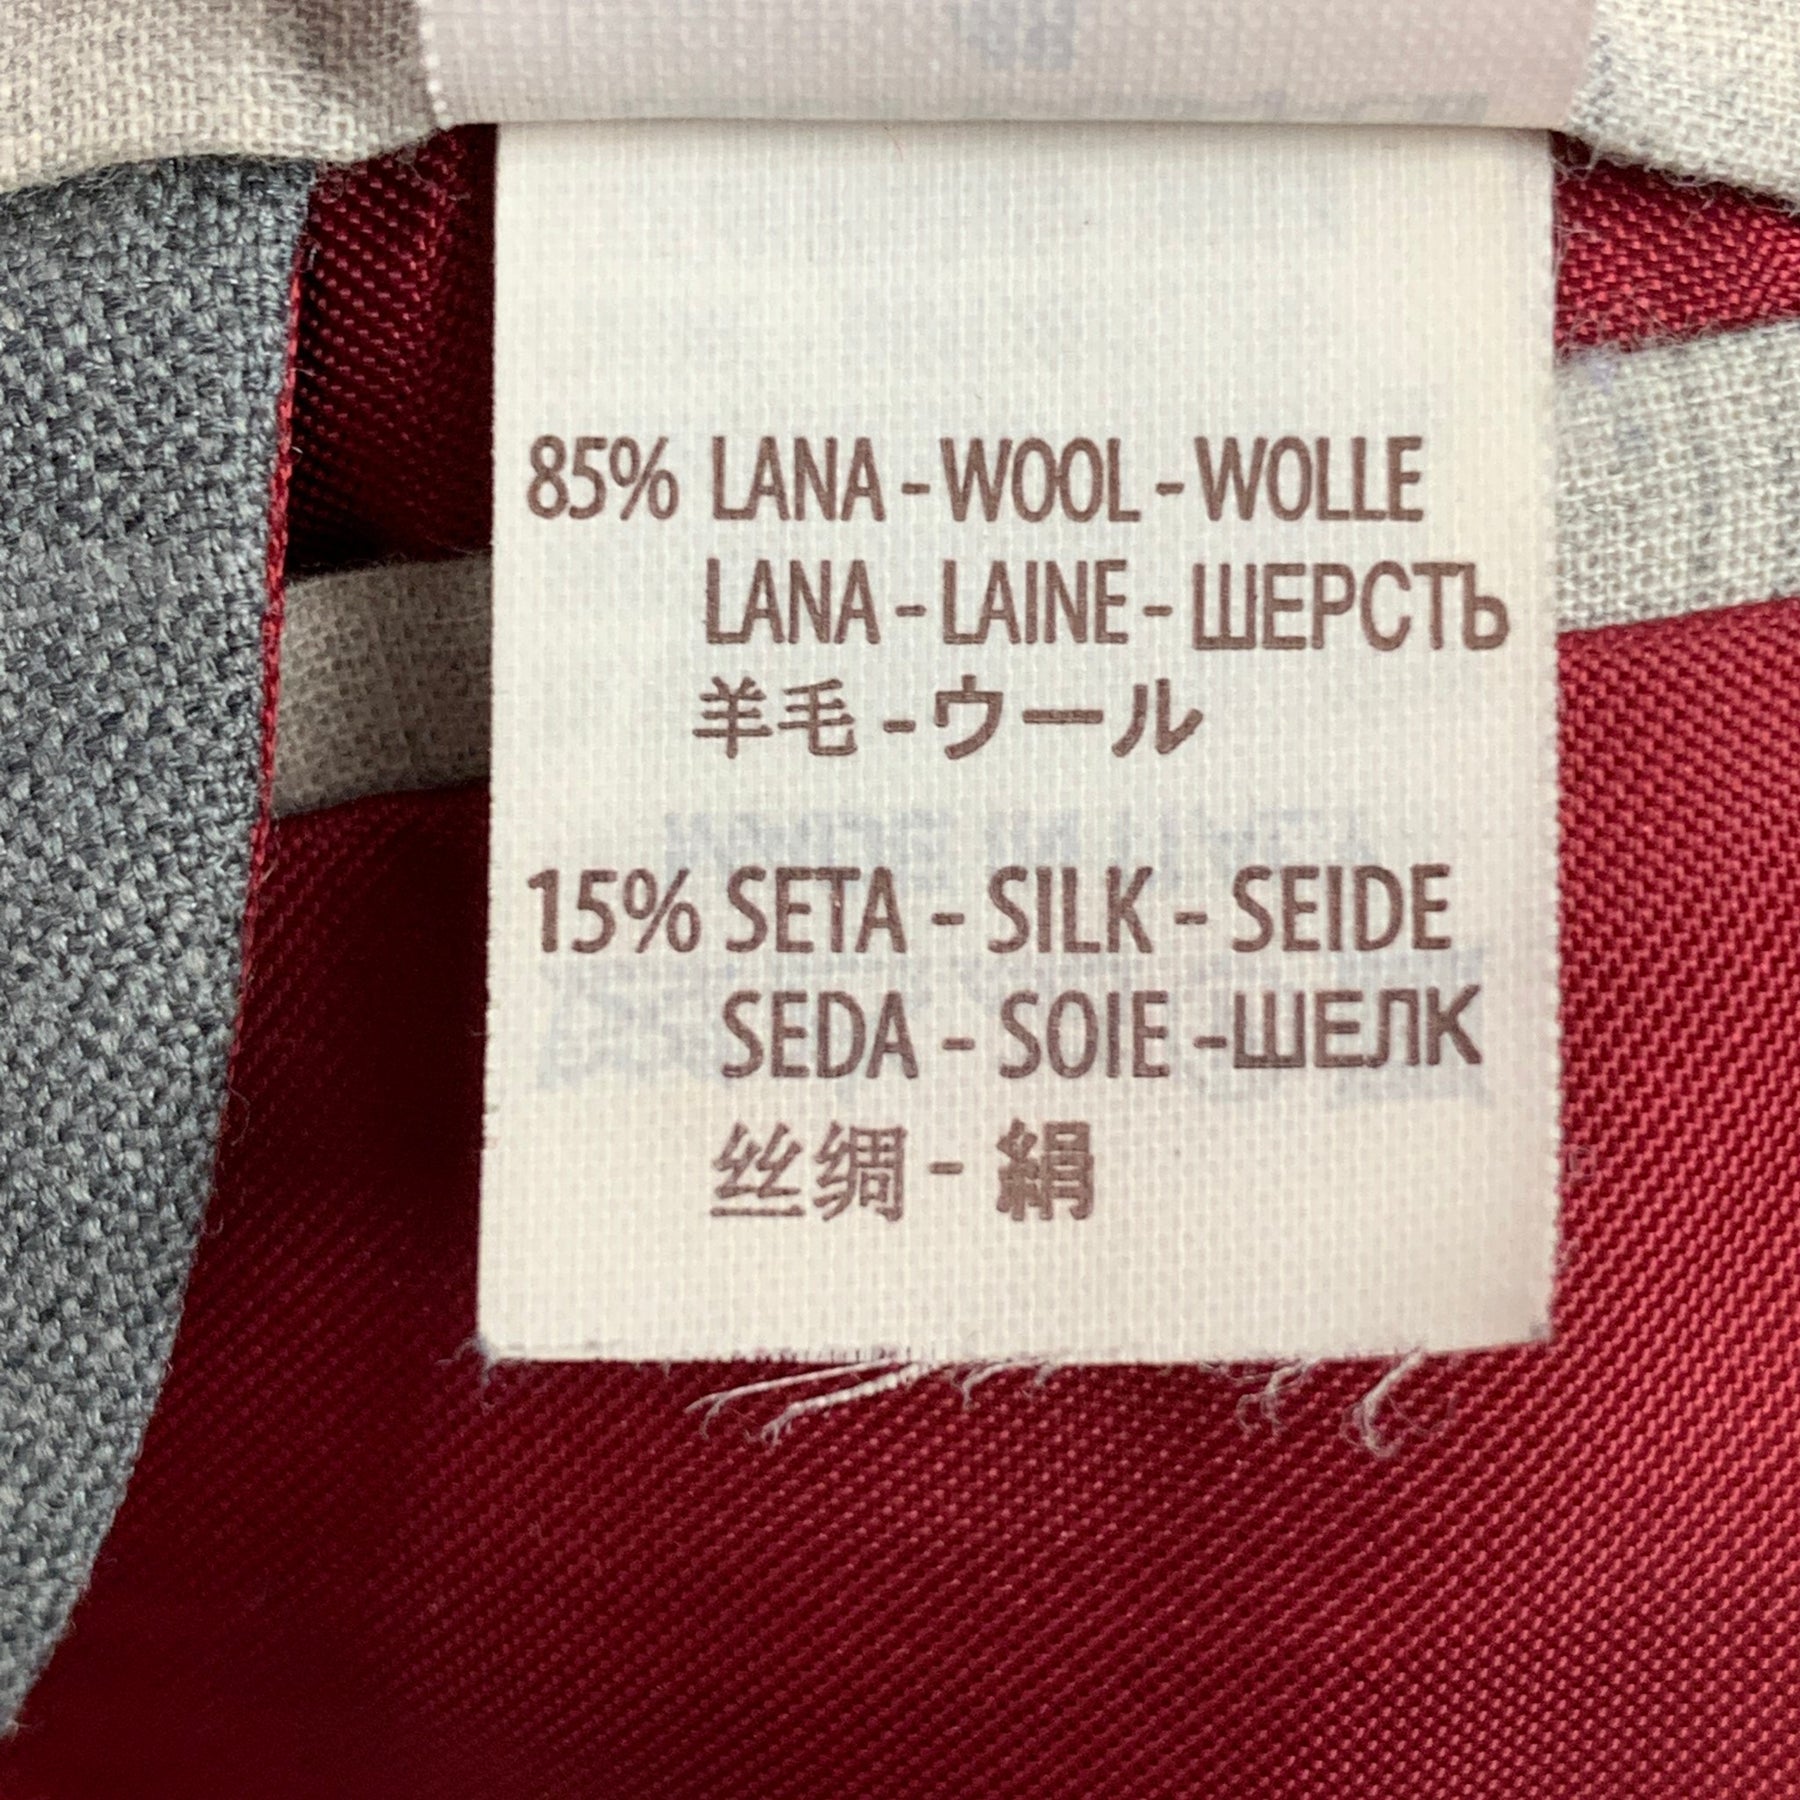 85% LANA - WOOL - WOLLE
LANA - LAINE - ШЕРСТЬ
羊毛 - ウール
15% SETA - SILK - SEIDE
SEDA - SOIE - ШЕЛК
丝绸 - 絹